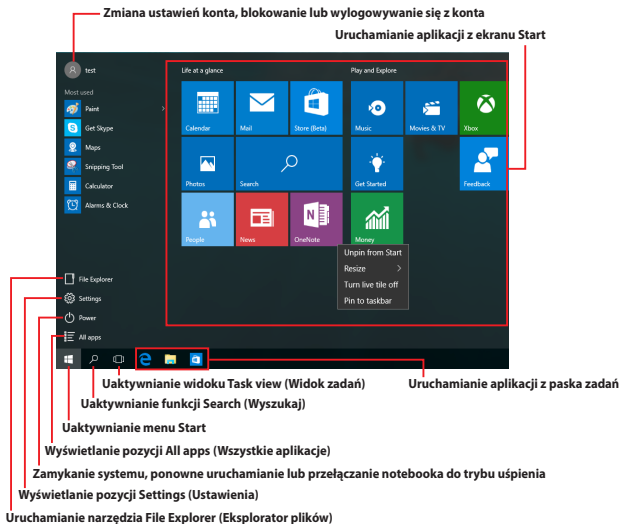 Zmiana ustawień konta, blokowanie lub wylogowywanie się z konta
Uruchamianie aplikacji z ekranu Start
test
Life at a glance
Play and Explore
Most used
Paint
Get Skype
Maps
Snipping Tool
Calculator
Alarms & Clock
Calendar
Mail
Store (Beta)
Music
Movies & TV
Xbox
Photos
Search
Get Started
Feedback
People
News
OneNote
Money
Unpin from Start
Resize
Turn live tile off
Pin to taskbar
File Explorer
Settings
Power
All apps
Uaktywnianie widoku Task view (Widok zadań)
Uruchamianie aplikacji z paska zadań
Uaktywnianie funkcji Search (Wyszukaj)
Uaktywnianie menu Start
Wyświetlanie pozycji All apps (Wszystkie aplikacje)
Zamykanie systemu, ponowne uruchamianie lub przełączanie notebooka do trybu uśpienia
Wyświetlanie pozycji Settings (Ustawienia)
Uruchamianie narzędzia File Explorer (Eksplorator plików)